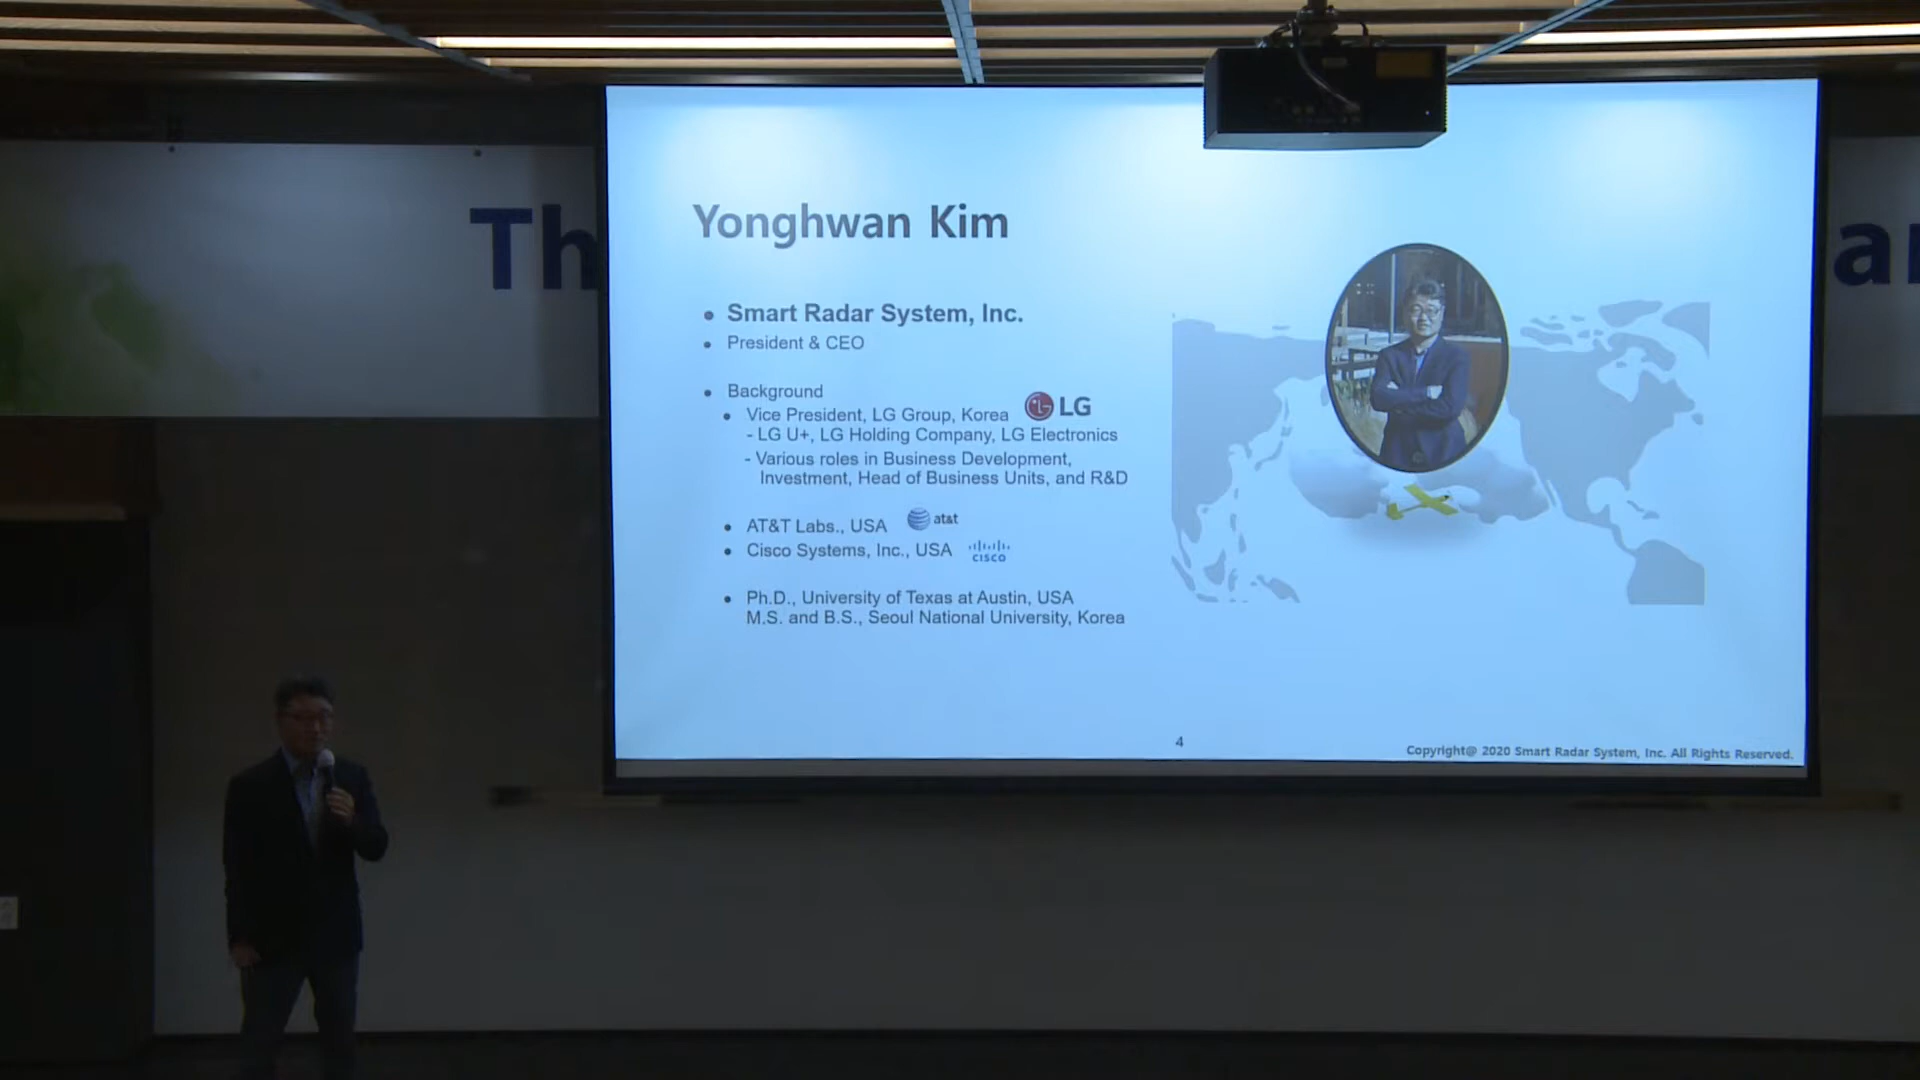 Th
ar
Yonghwan Kim
• Smart Radar System, Inc.
• President & CEO
• Background
• Vice President, LG Group, Korea LG
- LG U+, LG Holding Company, LG Electronics
- Various roles in Business Development,
Investment, Head of Business Units, and R&D
• AT&T Labs., USA at&t
• Cisco Systems, Inc., USA CISCO
• Ph.D., University of Texas at Austin, USA
M.S. and B.S., Seoul National University, Korea
4
Copyright@ 2020 Smart Radar System, Inc. All Rights Reserved.